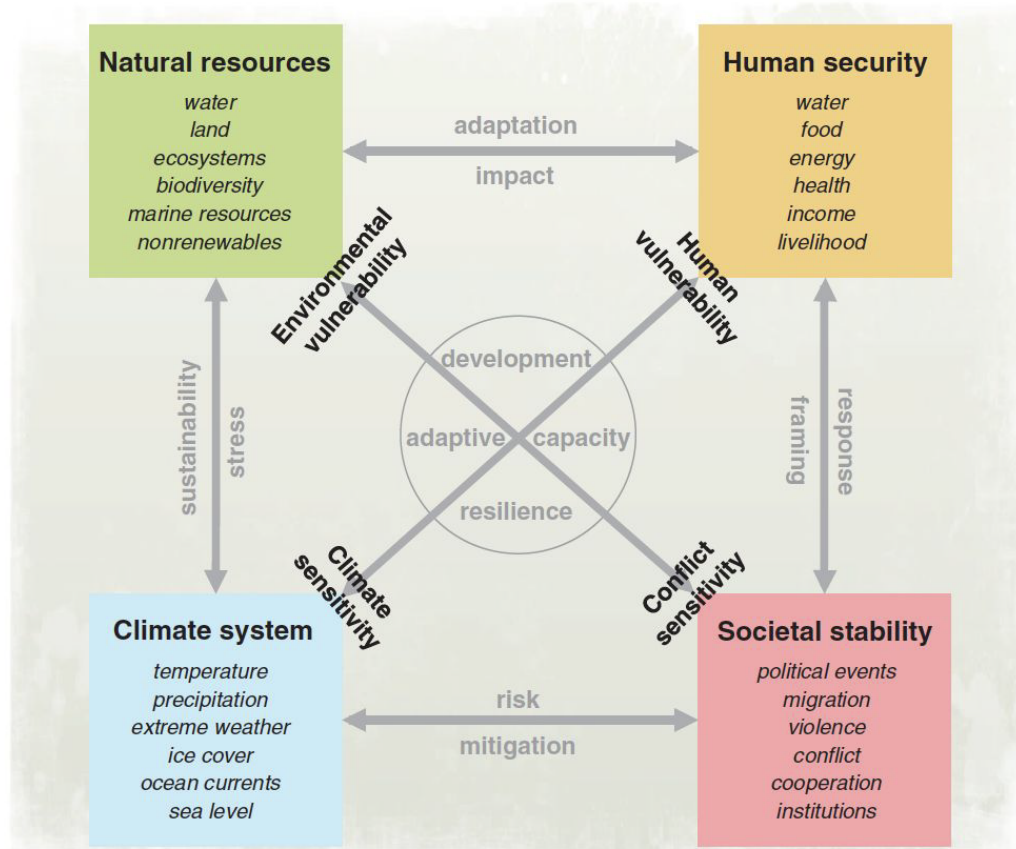 Natural resources
water
land
ecosystems
biodiversity
marine resources
nonrenewables
adaptation
impact
Human security
water
food
energy
health
income
livelihood
Environmental
vulnerability
Human
vulnerability
sustainability
stress
development
adaptive capacity
resilience
framing
response
Climate
sensitivity
Conflict
sensitivity
Climate system
temperature
precipitation
extreme weather
ice cover
ocean currents
sea level
risk
mitigation
Societal stability
political events
migration
violence
conflict
cooperation
institutions